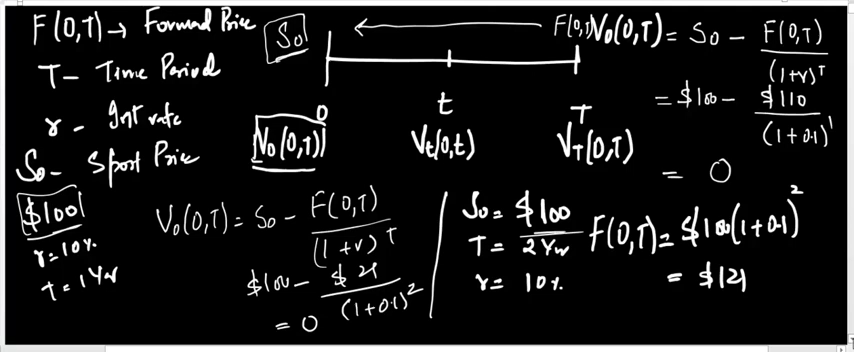 F(0,T) → Forward Price
T – Time Period
r – Int rate
S₀ – Sport Price
$100
r = 10%
T = 1 Yr
S₀
F(0,T)
0
t
T
V₀(0,T)
Vt(0,t)
VT(0,T)
V₀(0,T) = S₀ – F(0,T) / (1+r)^T
= $100 – $110 / (1+0.1)^1
= 0
V₀(0,T) = S₀ – F(0,T) / (1+r)^T
$100 – $21 / (1+0.1)^2
= 0
S₀ = $100
T = 2 Yr
r = 10%
F(0,T) = $100(1+0.1)^2
= $121